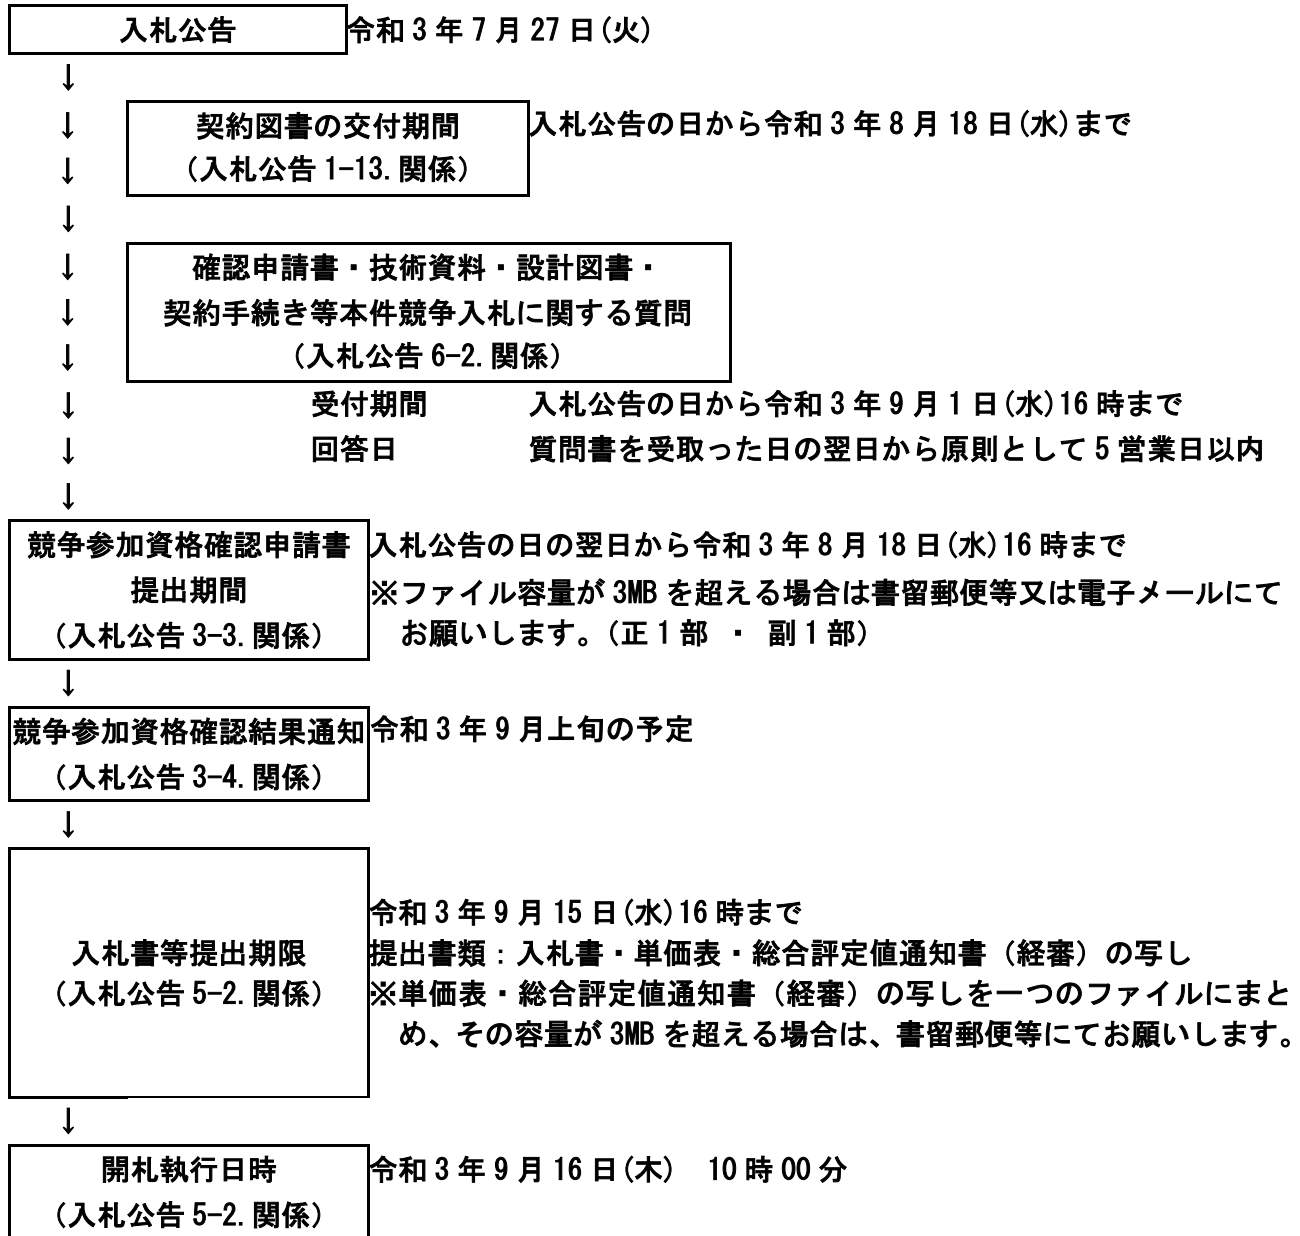 入札公告 令和3年7月27日(火)
↓
↓ 契約図書の交付期間 入札公告の日から令和3年8月18日(水)まで
↓ (入札公告1-13.関係)
↓
↓ 確認申請書・技術資料・設計図書・
↓ 契約手続き等本件競争入札に関する質問
↓ (入札公告6-2.関係)
↓ 受付期間 入札公告の日から令和3年9月1日(水)16時まで
↓ 回答日 質問書を受取った日の翌日から原則として5営業日以内
↓
競争参加資格確認申請書 入札公告の日の翌日から令和3年8月18日(水)16時まで
提出期間 ※ファイル容量が3MBを超える場合は書留郵便等又は電子メールにて
(入札公告3-3.関係) お願いします。(正1部 ・ 副1部)
↓
競争参加資格確認結果通知 令和3年9月上旬の予定
(入札公告3-4.関係)
↓
令和3年9月15日(水)16時まで
入札書等提出期限 提出書類：入札書・単価表・総合評定値通知書（経審）の写し
(入札公告5-2.関係) ※単価表・総合評定値通知書（経審）の写しを一つのファイルにまと
め、その容量が3MBを超える場合は、書留郵便等にてお願いします。
↓
開札執行日時 令和3年9月16日(木) 10時00分
(入札公告5-2.関係)